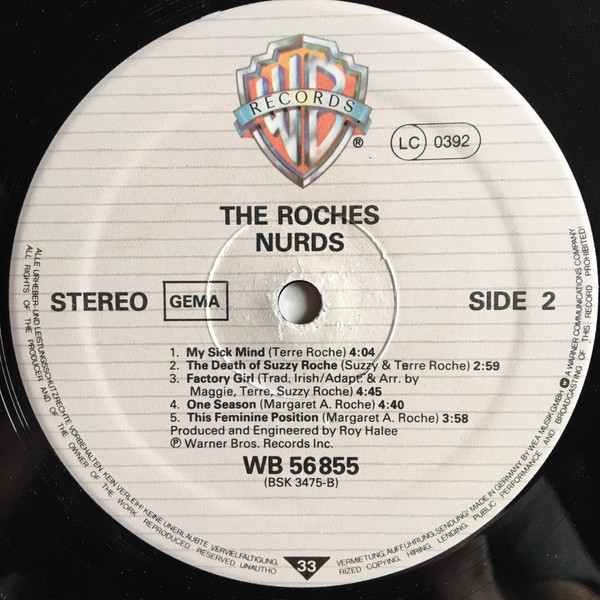 WB
RECORDS
®
LC 0392
THE ROCHES
NURDS
STEREO
GEMA
SIDE 2
1. My Sick Mind (Terre Roche) 4:04
2. The Death of Suzzy Roche (Suzzy & Terre Roche) 2:59
3. Factory Girl (Trad. Irish/Adapt. & Arr. by
Maggie, Terre, Suzzy Roche)
4:45
4. One Season (Margaret A. Roche) 4:40
5. This Feminine Position (Margaret A. Roche) 3:58
Produced and Engineered by Roy Halee
℗ Warner Bros. Records Inc.
WB 56 855
(BSK 3475-B)
33
ALLE URHEBER- UND LEISTUNGSSCHUTZRECHTE VORBEHALTEN. KEIN VERLEIH! KEINE UNERLAUBTE VERVIELFÄLTIGUNG, VERMIETUNG, AUFFÜHRUNG, SENDUNG! MADE IN GERMANY BY WEA MUSIK GMBH. A WARNER COMMUNICATIONS COMPANY
ALL RIGHTS OF THE PRODUCER AND OF THE OWNER OF THE WORK REPRODUCED RESERVED. UNAUTHORIZED COPYING, HIRING, LENDING, PUBLIC PERFORMANCE AND BROADCASTING OF THIS RECORD PROHIBITED!